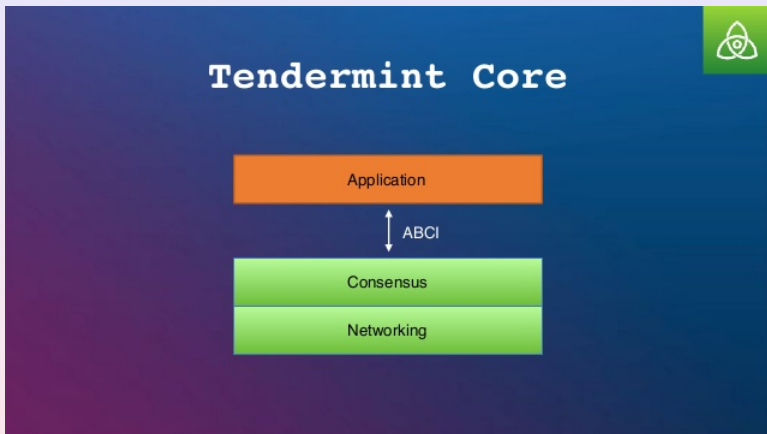 Tendermint Core
Application
ABCI
Consensus
Networking